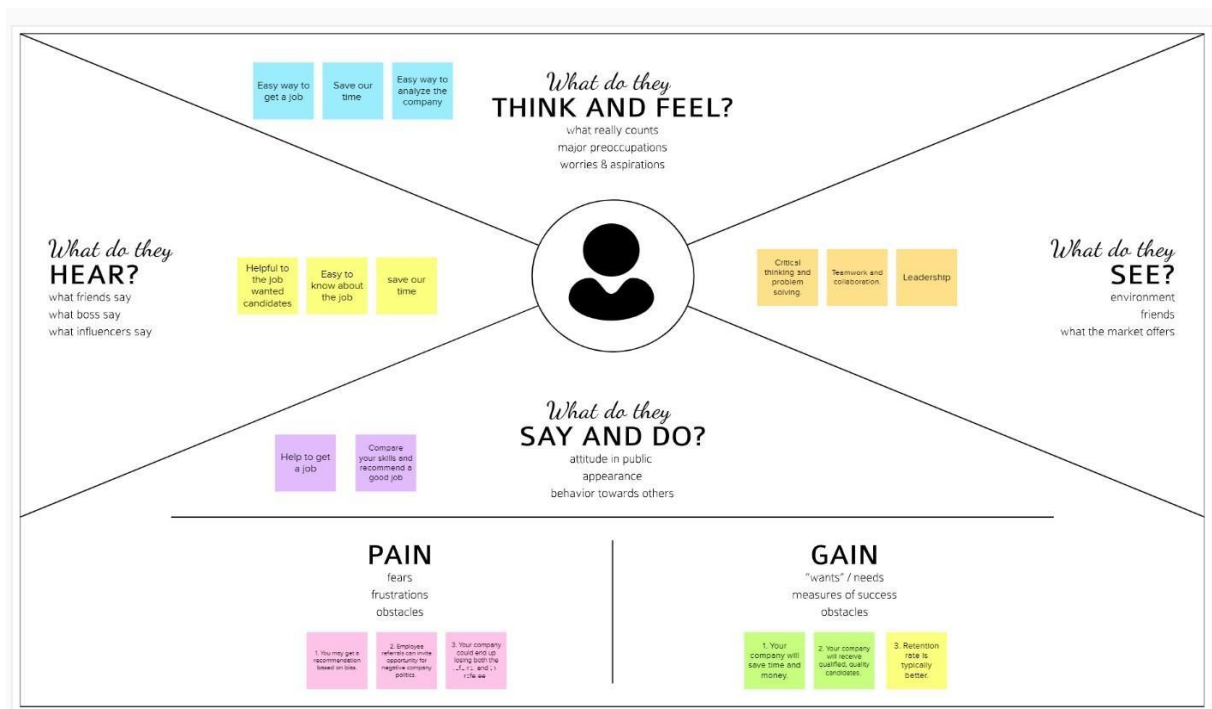 Easy way to
get a job
Save our
time
Easy way to
analyze the
company
What do they
THINK AND FEEL?
what really counts
major preoccupations
worries & aspirations
What do they
HEAR?
what friends say
what boss say
what influencers say
Helpful to
the job
wanted
candidates
Easy to
know about
the job
save our
time
Critical
thinking and
problem
solving.
Teamwork and
collaboration.
Leadership
What do they
SEE?
environment
friends
what the market offers
What do they
SAY AND DO?
attitude in public
appearance
behavior towards others
Help to get
a job
Compare
your skills and
recommend a
good job
PAIN
fears
frustrations
obstacles
1. You may get a
recommendation
based on bias.
2. Employee
referrals can invite
opportunity for
negative company
politics.
3. Your company
could end up
losing both the
and
GAIN
"wants" / needs
measures of success
obstacles
1. Your
company will
save time and
money.
2. Your company
will receive
qualified, quality
candidates.
3. Retention
rate is
typically
better.